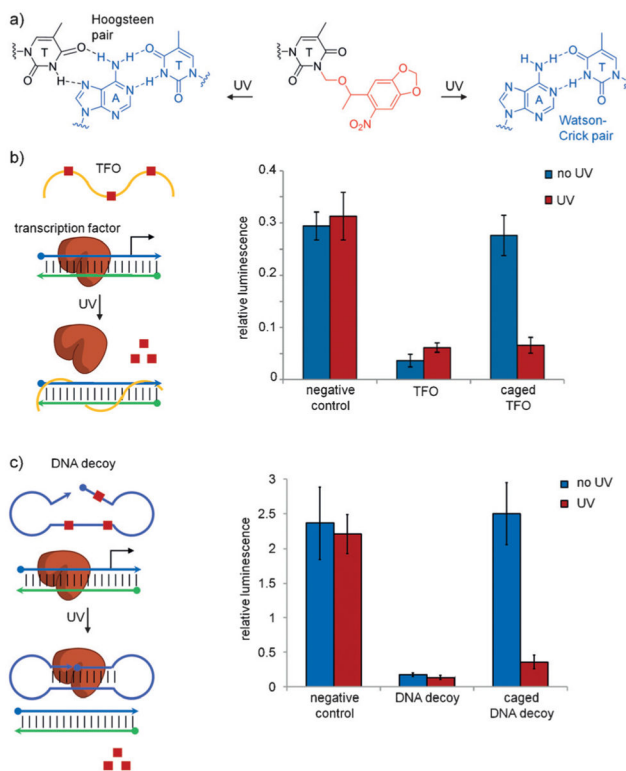 a)
Hoogsteen
pair
T
O
H
N
H
O
N
O
N
H
H
N
T
N
N
N
A
N
O
UV
T
O
N
N
O
O
O
O
NO2
O
UV
H
N
H
O
N
N
H
N
T
N
N
A
N
O
Watson-
Crick pair
b)
TFO
transcription factor
UV
relative luminescence
0.4
0.3
0.2
0.1
0
no UV
UV
negative
control
TFO
caged
TFO
c)
DNA decoy
UV
relative luminescence
3
2.5
2
1.5
1
0.5
0
no UV
UV
negative
control
DNA decoy
caged
DNA decoy